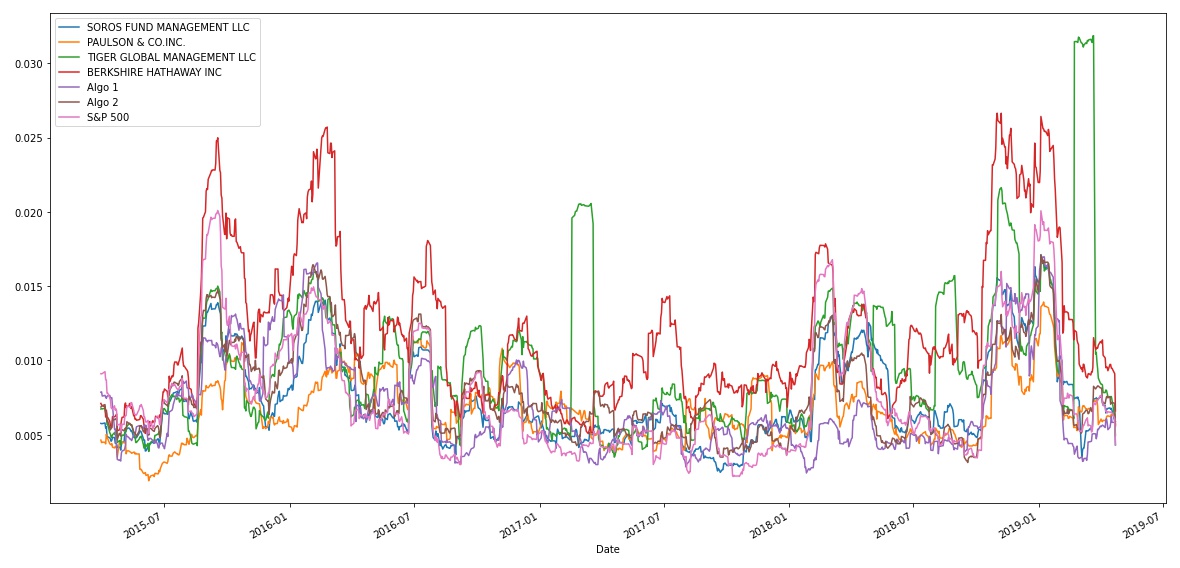 SOROS FUND MANAGEMENT LLC
PAULSON & CO.INC.
TIGER GLOBAL MANAGEMENT LLC
BERKSHIRE HATHAWAY INC
Algo 1
Algo 2
S&P 500
0.030
0.025
0.020
0.015
0.010
0.005
2015-07 2016-01 2016-07 2017-01 2017-07 2018-01 2018-07 2019-01 2019-07
Date